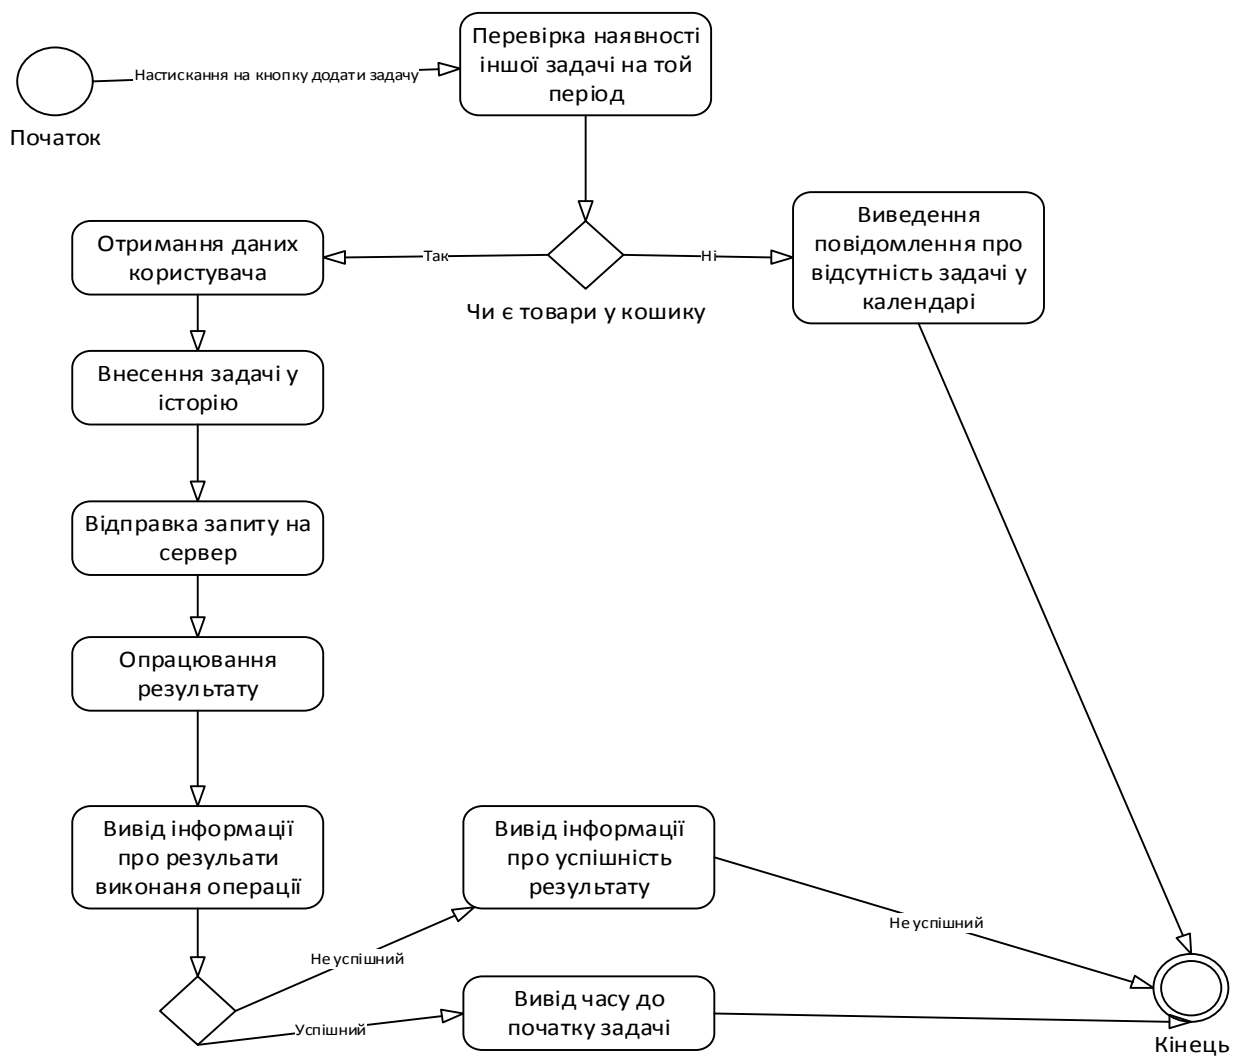 Перевірка наявності
іншої задачі на той
період
Настискання на кнопку додати задачу
Початок
Отримання даних
користувача
Так
Ні
Виведення
повідомлення про
відсутність задачі у
календарі
Чи є товари у кошику
Внесення задачі у
історію
Відправка запиту на
сервер
Опрацювання
результату
Вивід інформації
про резульати
виконаня операції
Вивід інформації
про успішність
результату
Не успішний
Не успішний
Успішний
Вивід часу до
початку задачі
Кінець